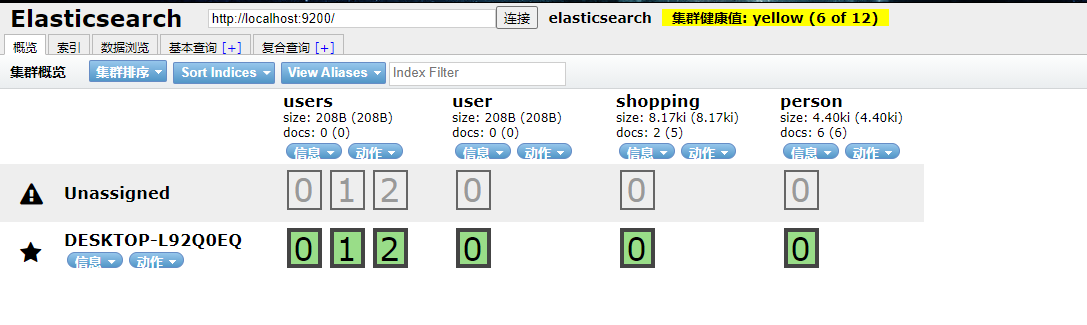 Elasticsearch http://localhost:9200/ 连接 elasticsearch 集群健康值: yellow (6 of 12)
概览 索引 数据浏览 基本查询 [+] 复合查询 [+]
集群概览 集群排序 Sort Indices View Aliases Index Filter
users user shopping person
size: 208B (208B) size: 208B (208B) size: 8.17ki (8.17ki) size: 4.40ki (4.40ki)
docs: 0 (0) docs: 0 (0) docs: 2 (5) docs: 6 (6)
信息 动作 信息 动作 信息 动作 信息 动作
Unassigned 0 1 2 0 0 0
DESKTOP-L92Q0EQ 0 1 2 0 0 0
信息 动作